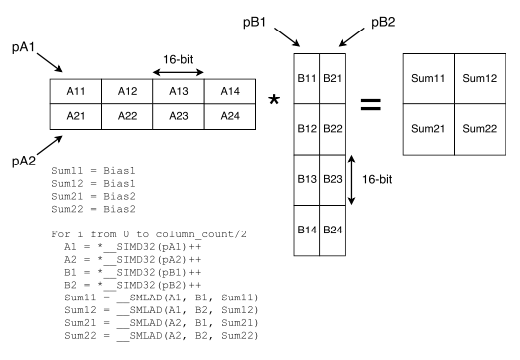 pB1 pB2
pA1
16-bit
A11 A12 A13 A14
A21 A22 A23 A24
pA2
*
B11 B21
B12 B22
B13 B23
B14 B24
16-bit
=
Sum11 Sum12
Sum21 Sum22
Sum11 = Bias1
Sum12 = Bias1
Sum21 = Bias2
Sum22 = Bias2
For i from 0 to column_count/2
A1 = *__SIMD32(pA1)++
A2 = *__SIMD32(pA2)++
B1 = *__SIMD32(pB1)++
B2 = *__SIMD32(pB2)++
Sum11 = __SMLAD(A1, B1, Sum11)
Sum12 = __SMLAD(A1, B2, Sum12)
Sum21 = __SMLAD(A2, B1, Sum21)
Sum22 = __SMLAD(A2, B2, Sum22)